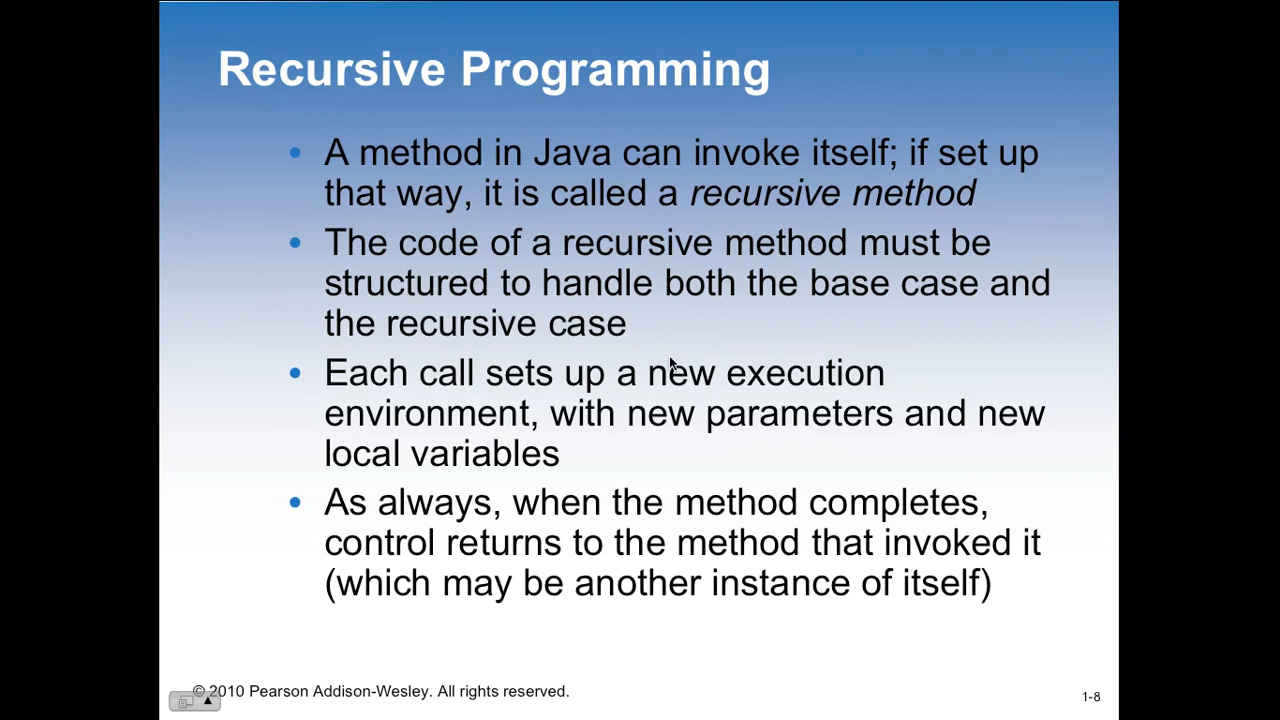 Recursive Programming
• A method in Java can invoke itself; if set up
that way, it is called a recursive method
• The code of a recursive method must be
structured to handle both the base case and
the recursive case
• Each call sets up a new execution
environment, with new parameters and new
local variables
• As always, when the method completes,
control returns to the method that invoked it
(which may be another instance of itself)
© 2010 Pearson Addison-Wesley. All rights reserved.
1-8